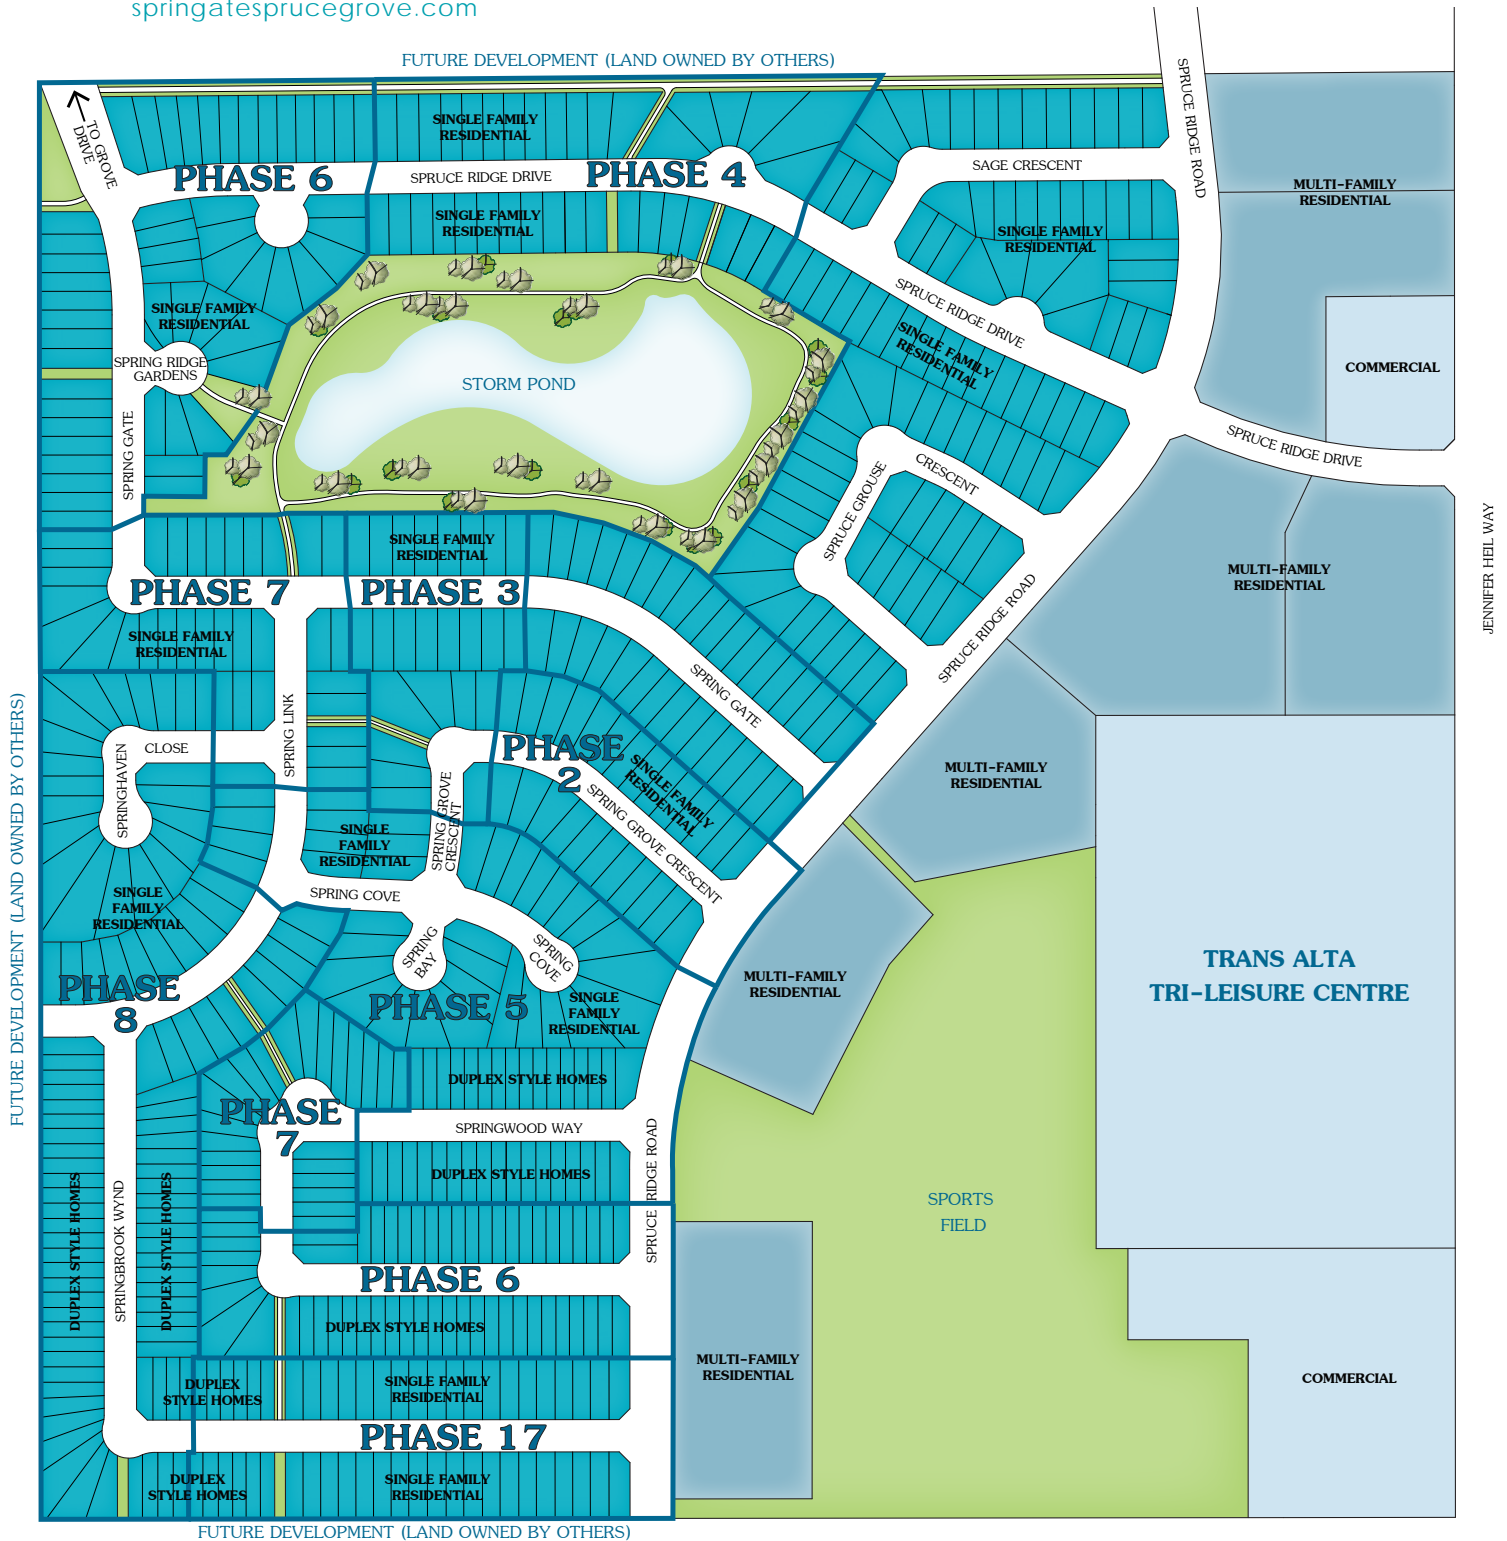 springatesprucegrove.com
FUTURE DEVELOPMENT (LAND OWNED BY OTHERS)
TO GROVE
DRIVE
SINGLE FAMILY
RESIDENTIAL
SPRUCE RIDGE ROAD
PHASE 6
SPRUCE RIDGE DRIVE
PHASE 4
SAGE CRESCENT
MULTI-FAMILY
RESIDENTIAL
SINGLE FAMILY
RESIDENTIAL
SINGLE FAMILY
RESIDENTIAL
SINGLE FAMILY
RESIDENTIAL
SPRUCE RIDGE DRIVE
SINGLE FAMILY
RESIDENTIAL
SPRING RIDGE
GARDENS
COMMERCIAL
STORM POND
SPRING GATE
SPRUCE RIDGE DRIVE
SPRUCE GROUSE
CRESCENT
JENNIFER HEIL WAY
SINGLE FAMILY
RESIDENTIAL
MULTI-FAMILY
RESIDENTIAL
PHASE 7
PHASE 3
SPRUCE RIDGE ROAD
SINGLE FAMILY
RESIDENTIAL
SPRING GATE
SPRING LINK
FUTURE DEVELOPMENT (LAND OWNED BY OTHERS)
CLOSE
SPRINGHAVEN
PHASE
2
SINGLE FAMILY
RESIDENTIAL
MULTI-FAMILY
RESIDENTIAL
SPRING GROVE
CRESCENT
SPRING GROVE CRESCENT
SINGLE
FAMILY
RESIDENTIAL
SPRING COVE
SINGLE
FAMILY
RESIDENTIAL
SPRING
BAY
SPRING
COVE
TRANS ALTA
TRI-LEISURE CENTRE
MULTI-FAMILY
RESIDENTIAL
PHASE
8
PHASE 5
SINGLE
FAMILY
RESIDENTIAL
DUPLEX STYLE HOMES
PHASE
7
SPRINGWOOD WAY
SPRUCE RIDGE ROAD
DUPLEX STYLE HOMES
SPORTS
FIELD
DUPLEX STYLE HOMES
SPRINGBROOK WYND
DUPLEX STYLE HOMES
PHASE 6
DUPLEX STYLE HOMES
MULTI-FAMILY
RESIDENTIAL
COMMERCIAL
DUPLEX
STYLE HOMES
SINGLE FAMILY
RESIDENTIAL
PHASE 17
DUPLEX
STYLE HOMES
SINGLE FAMILY
RESIDENTIAL
FUTURE DEVELOPMENT (LAND OWNED BY OTHERS)